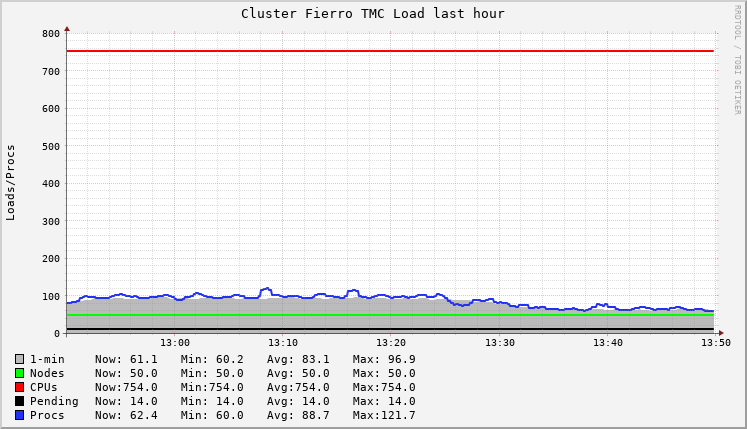 Cluster Fierro TMC Load last hour
RRDTOOL / TOBI OETIKER
Loads/Procs
800
700
600
500
400
300
200
100
0
13:00 13:10 13:20 13:30 13:40 13:50
1-min Now: 61.1 Min: 60.2 Avg: 83.1 Max: 96.9
Nodes Now: 50.0 Min: 50.0 Avg: 50.0 Max: 50.0
CPUs Now:754.0 Min:754.0 Avg:754.0 Max:754.0
Pending Now: 14.0 Min: 14.0 Avg: 14.0 Max: 14.0
Procs Now: 62.4 Min: 60.0 Avg: 88.7 Max:121.7